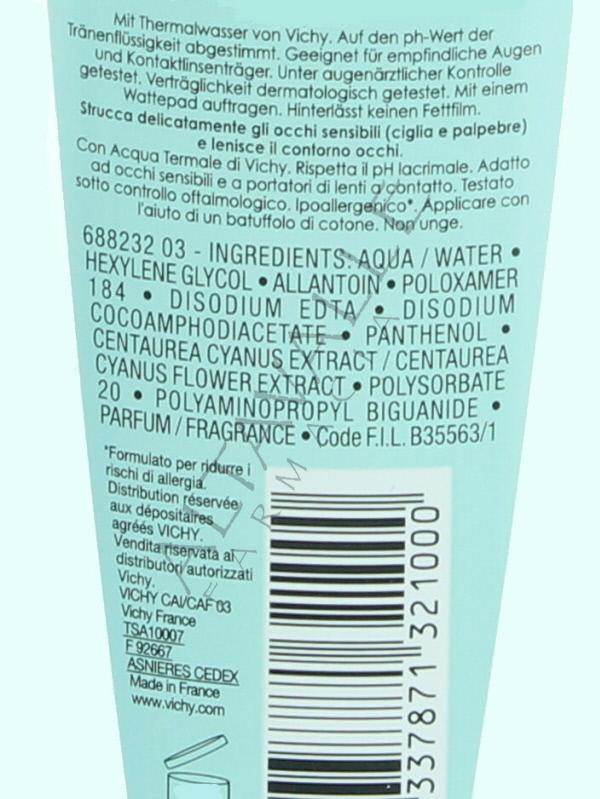 Mit Thermalwasser von Vichy. Auf den ph-Wert der
Tränenflüssigkeit abgestimmt. Geeignet für empfindliche Augen
und Kontaktlinsenträger. Unter augenärztlicher Kontrolle
getestet. Verträglichkeit dermatologisch getestet. Mit einem
Wattepad auftragen. Hinterlässt keinen Fettfilm.
Strucca delicatamente gli occhi sensibili (ciglia e palpebre)
e lenisce il contorno occhi.
Con Acqua Termale di Vichy. Rispetta il pH lacrimale. Adatto
ad occhi sensibili e a portatori di lenti a contatto. Testato
sotto controllo oftalmologico. Ipoallergenico*. Applicare con
l'aiuto di un batuffolo di cotone. Non unge.
688232 03 - INGREDIENTS: AQUA / WATER •
HEXYLENE GLYCOL • ALLANTOIN • POLOXAMER
184 • DISODIUM EDTA • DISODIUM
COCOAMPHODIACETATE • PANTHENOL •
CENTAUREA CYANUS EXTRACT / CENTAUREA
CYANUS FLOWER EXTRACT • POLYSORBATE
20 • POLYAMINOPROPYL BIGUANIDE •
PARFUM / FRAGRANCE • Code F.I.L. B35563/1
*Formulato per ridurre i
rischi di allergia.
Distribution réservée
aux dépositaires
agréés VICHY.
Vendita riservata ai
distributori autorizzati
Vichy.
VICHY CAI/CAF 03
Vichy France
TSA10007
F 92667
ASNIERES CEDEX
Made in France
www.vichy.com
337871 321000
ALTAVALLE
FARMACIA